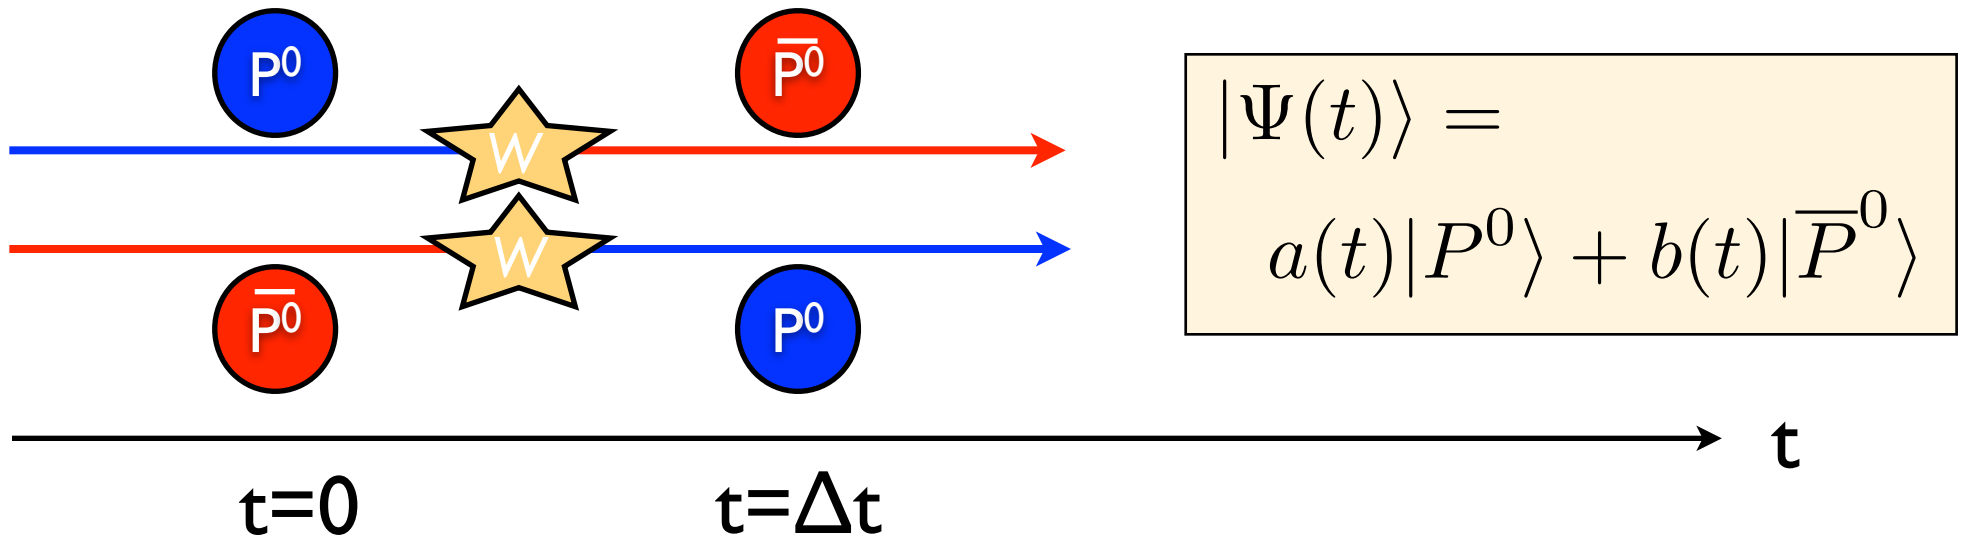 P⁰
P̅⁰
W
|Ψ(t)⟩ =
W
a(t)|P⁰⟩ + b(t)|P̅⁰⟩
P̅⁰
P⁰
t
t=0
t=Δt